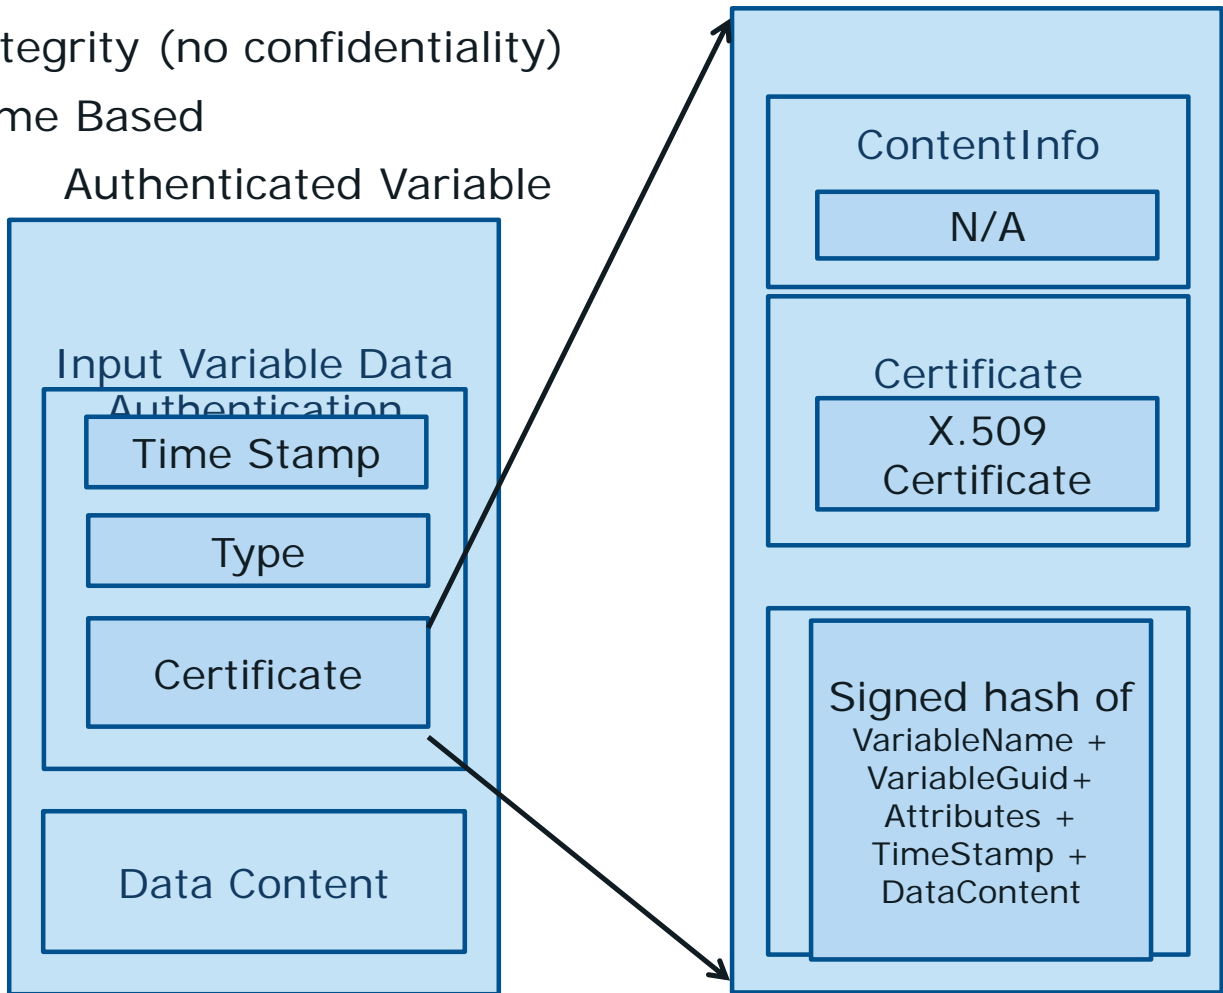 tegrity (no confidentiality)
me Based
Authenticated Variable
Input Variable Data
Authentication
Time Stamp
Type
Certificate
Data Content
ContentInfo
N/A
Certificate
X.509
Certificate
Signed hash of
VariableName +
VariableGuid+
Attributes +
TimeStamp +
DataContent